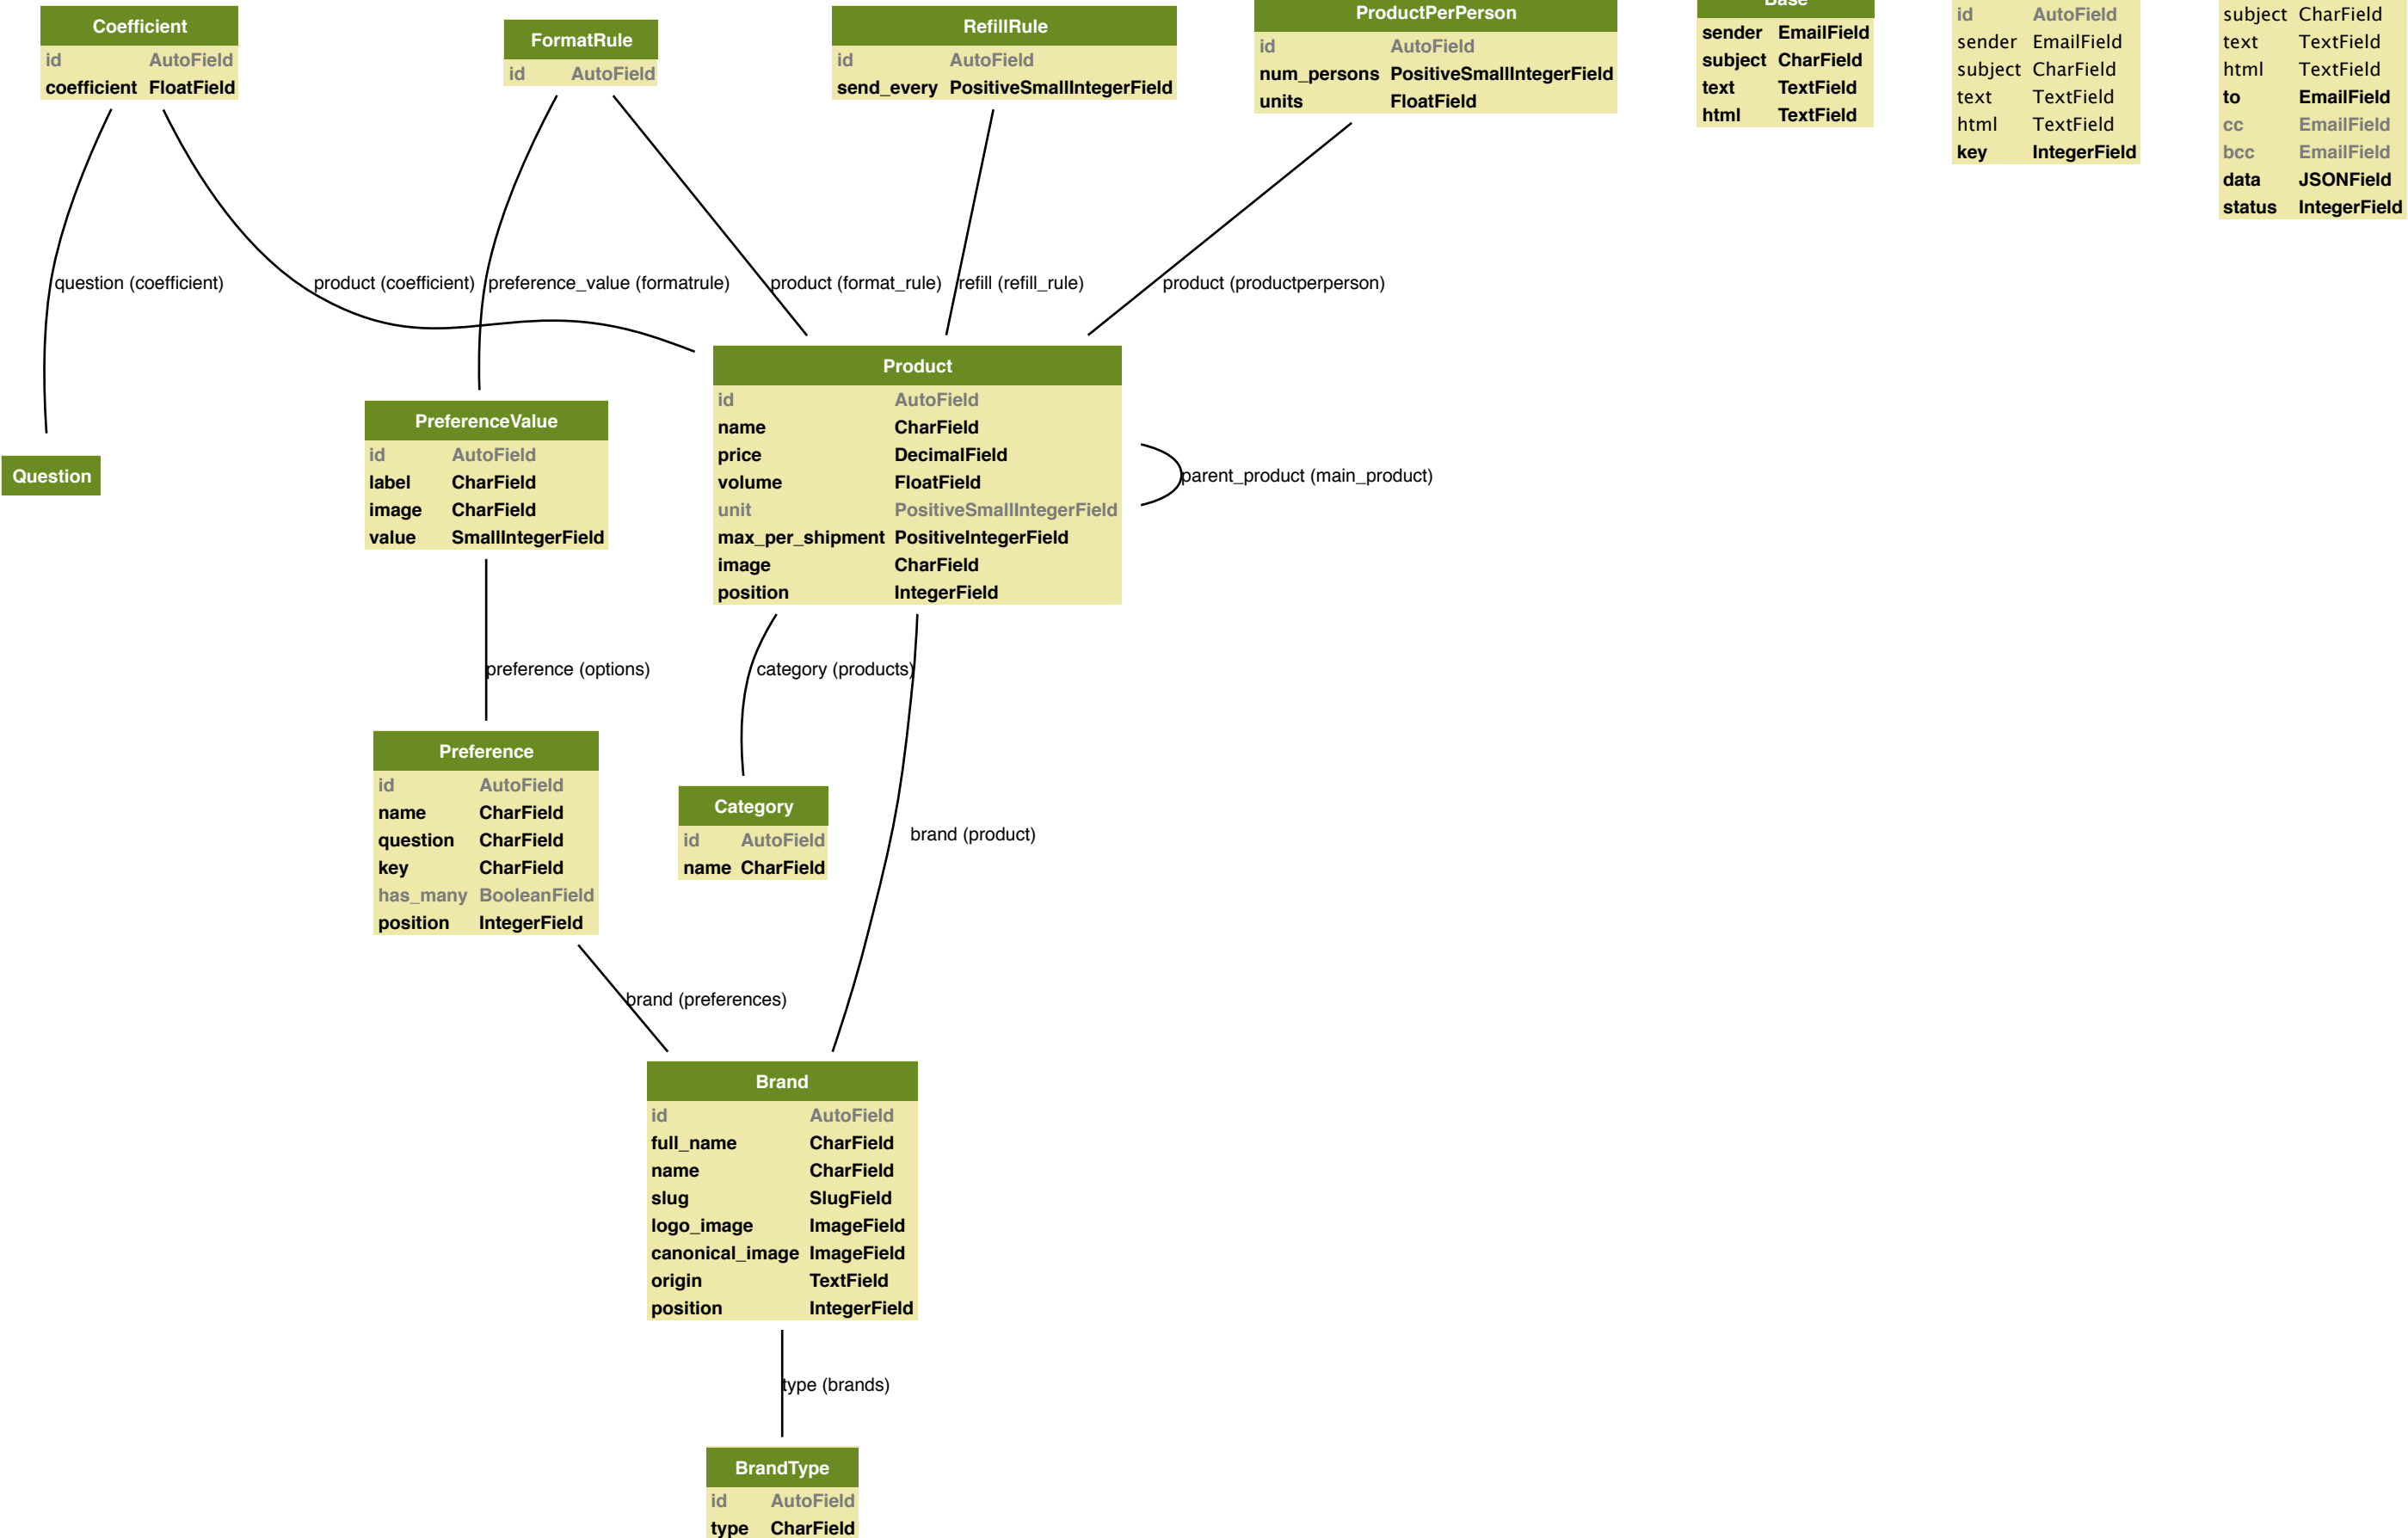 Coefficient
id AutoField
coefficient FloatField
FormatRule
id AutoField
RefillRule
id AutoField
send_every PositiveSmallIntegerField
ProductPerPerson
id AutoField
num_persons PositiveSmallIntegerField
units FloatField
Base
sender EmailField
subject CharField
text TextField
html TextField
id AutoField
sender EmailField
subject CharField
text TextField
html TextField
key IntegerField
subject CharField
text TextField
html TextField
to EmailField
cc EmailField
bcc EmailField
data JSONField
status IntegerField
question (coefficient)
product (coefficient)
preference_value (formatrule)
product (format_rule)
refill (refill_rule)
product (productperperson)
Question
PreferenceValue
id AutoField
label CharField
image CharField
value SmallIntegerField
Product
id AutoField
name CharField
price DecimalField
volume FloatField
unit PositiveSmallIntegerField
max_per_shipment PositiveIntegerField
image CharField
position IntegerField
parent_product (main_product)
preference (options)
category (products)
Preference
id AutoField
name CharField
question CharField
key CharField
has_many BooleanField
position IntegerField
Category
id AutoField
name CharField
brand (product)
brand (preferences)
Brand
id AutoField
full_name CharField
name CharField
slug SlugField
logo_image ImageField
canonical_image ImageField
origin TextField
position IntegerField
type (brands)
BrandType
id AutoField
type CharField